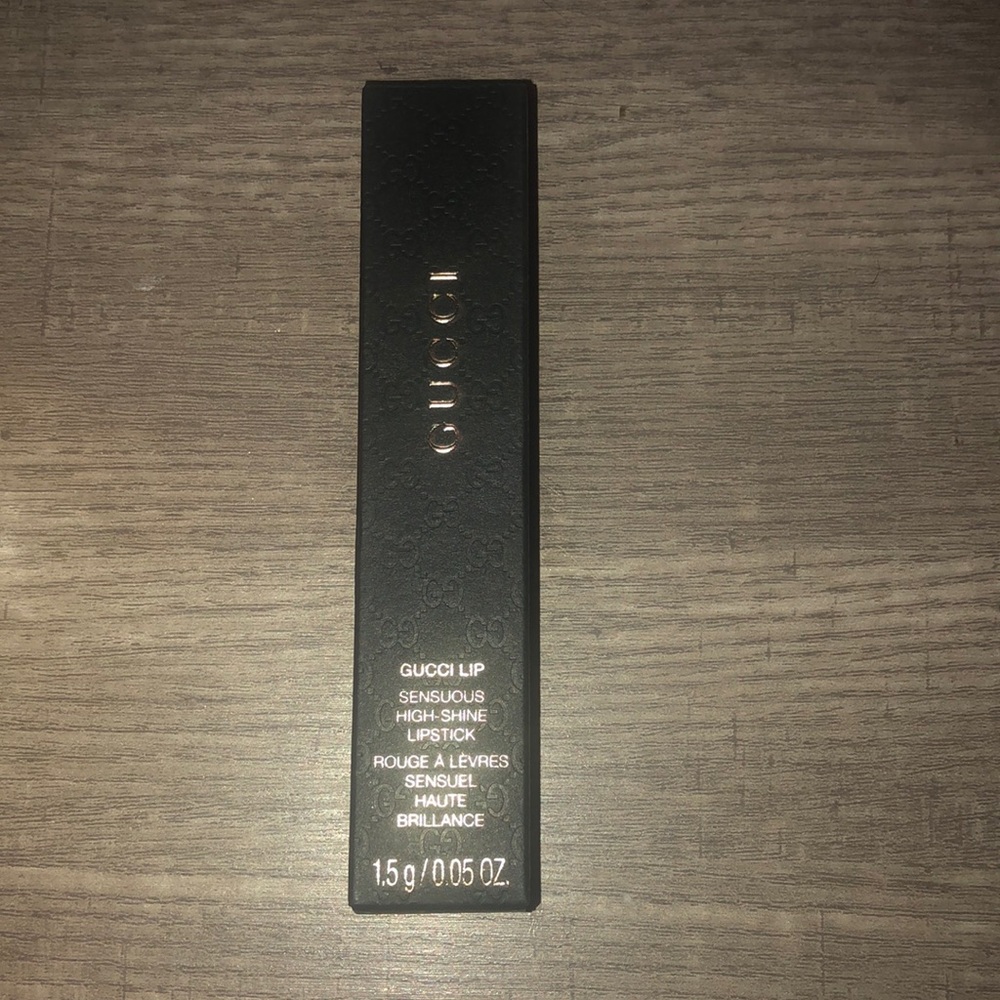 GUCCI
GUCCI LIP
SENSUOUS
HIGH-SHINE
LIPSTICK
ROUGE À LÈVRES
SENSUEL
HAUTE
BRILLANCE
1.5 g / 0.05 OZ.